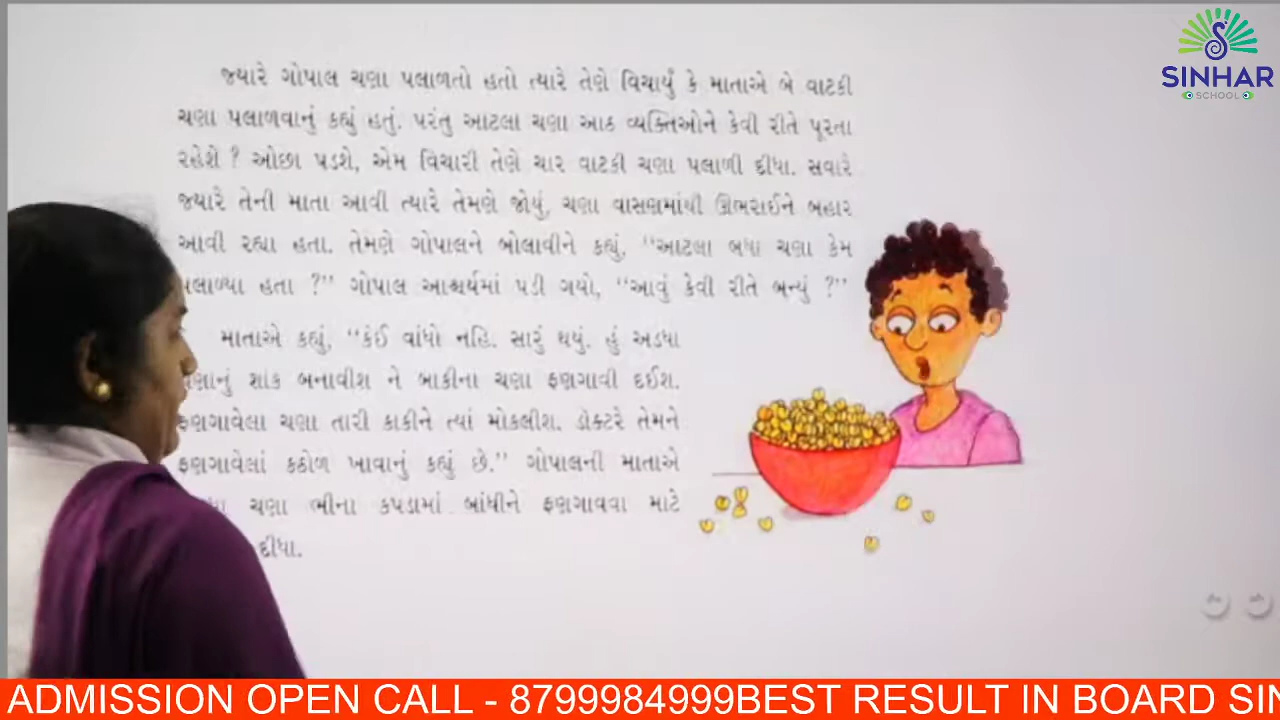 જ્યારે ગોપાલ ચણા પલાળતો હતો ત્યારે તેણે વિચાર્યું કે માતાએ બે વાટકી
ચણા પલાળવાનું કહ્યું હતું. પરંતુ આટલા ચણા આઠ વ્યક્તિઓને કેવી રીતે પૂરતા
રહેશે ? ઓછા પડશે, એમ વિચારી તેણે ચાર વાટકી ચણા પલાળી દીધા. સવારે
જ્યારે તેની માતા આવી ત્યારે તેમણે જોયું, ચણા વાસણમાંથી ઊભરાઈને બહાર
આવી રહ્યા હતા. તેમણે ગોપાલને બોલાવીને કહ્યું, “આટલા બધા ચણા કેમ
પલાળ્યા હતા ?” ગોપાલ આશ્ચર્યમાં પડી ગયો, “આવું કેવી રીતે બન્યું ?”
માતાએ કહ્યું, “કંઈ વાંધો નહિ. સારું થયું. હું અડધા
ચણાનું શાક બનાવીશ ને બાકીના ચણા ફણગાવી દઈશ.
ફણગાવેલા ચણા તારી કાકીને ત્યાં મોકલીશ. ડૉક્ટરે તેમને
ફણગાવેલાં કઠોળ ખાવાનું કહ્યું છે.” ગોપાલની માતાએ
ચણા ભીના કપડામાં બાંધીને ફણગાવવા માટે
દીધા.
SINHAR
SCHOOL
ADMISSION OPEN CALL - 8799984999BEST RESULT IN BOARD SIN